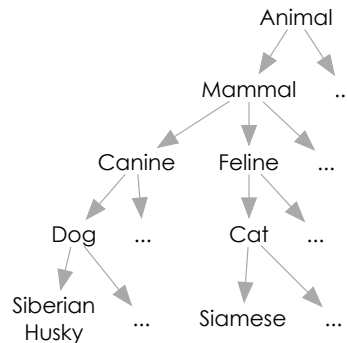 Animal
Mammal ..
Canine Feline ...
Dog ... Cat ...
Siberian
Husky ... Siamese ...